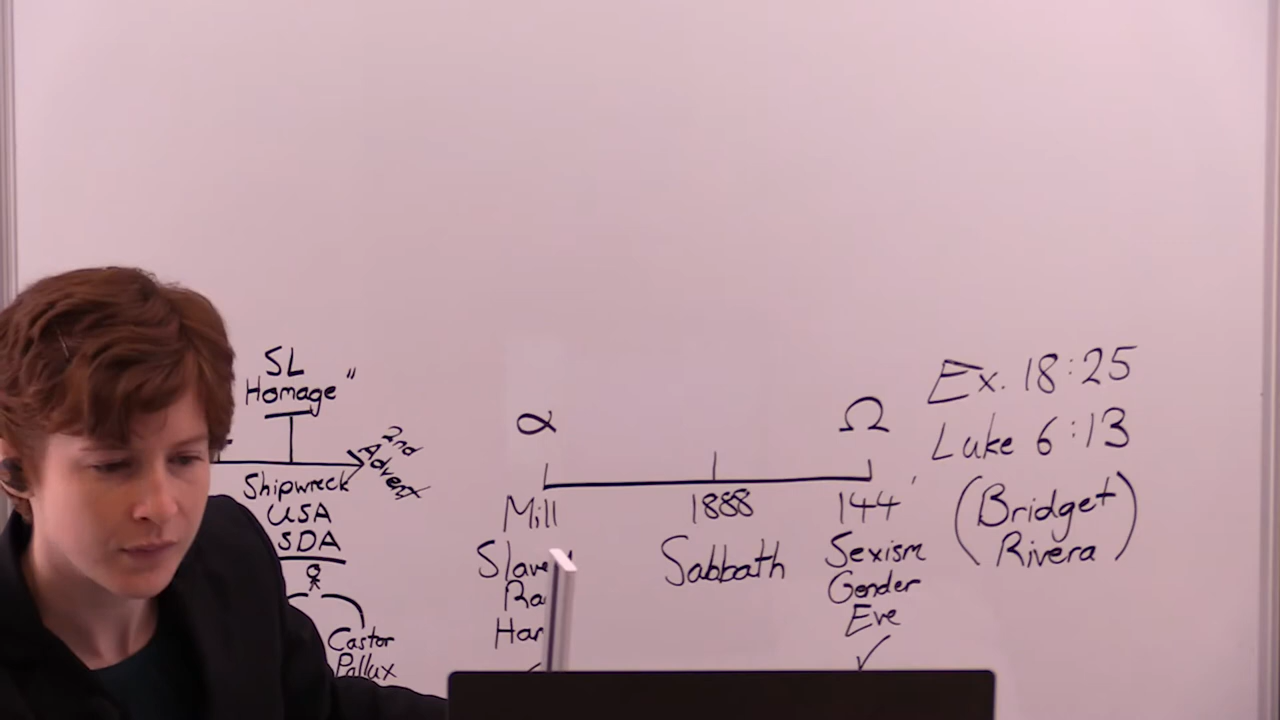 SL
Homage"
2nd
Advent
Shipwreck
USA
SDA
Castor
Pollux
α
Ω
Mill
1888
144
Sabbath
Sexism
Gender
Eve
Ex. 18:25
Luke 6:13
(Bridget
Rivera)